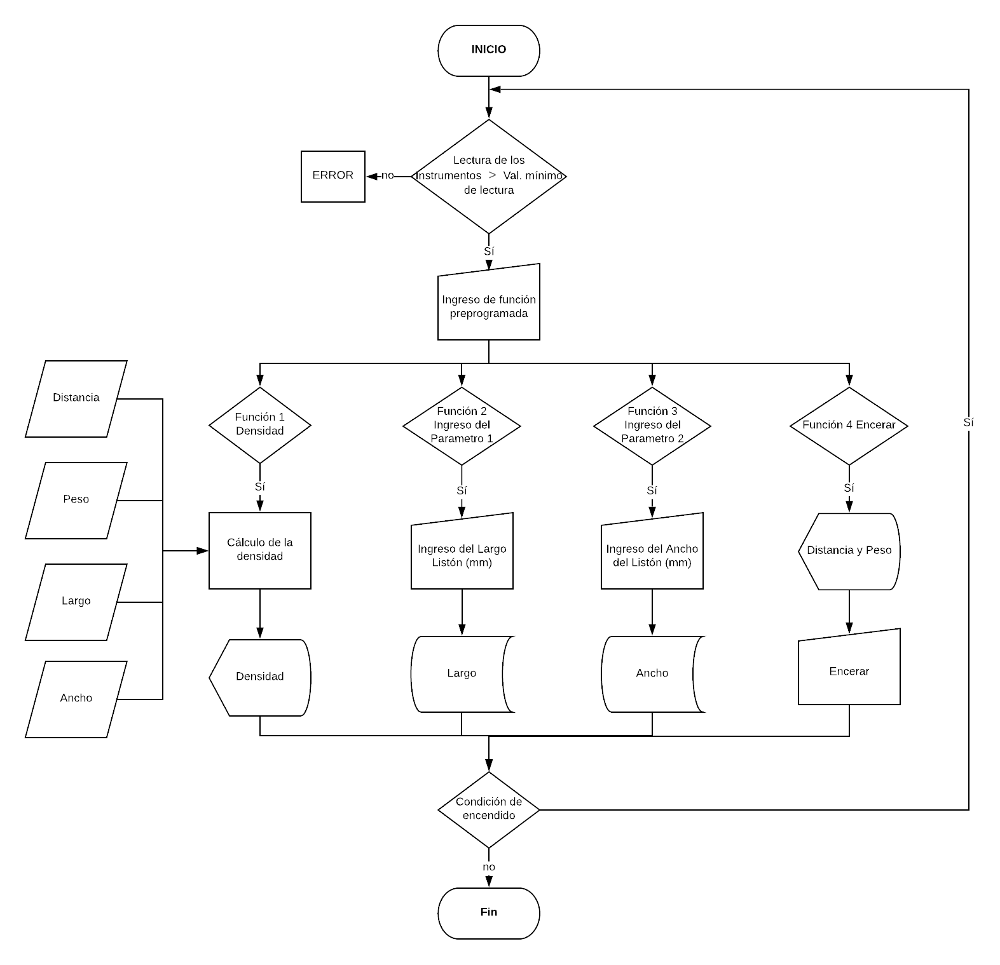 INICIO
Lectura de los
Instrumentos > Val. mínimo
de lectura
no
ERROR
Sí
Ingreso de función
preprogramada
Distancia
Peso
Largo
Ancho
Función 1
Densidad
Sí
Cálculo de la
densidad
Densidad
Función 2
Ingreso del
Parametro 1
Sí
Ingreso del Largo
Listón (mm)
Largo
Función 3
Ingreso del
Parametro 2
Sí
Ingreso del Ancho
del Listón (mm)
Ancho
Función 4 Encerar
Sí
Distancia y Peso
Encerar
Sí
Condición de
encendido
no
Fin